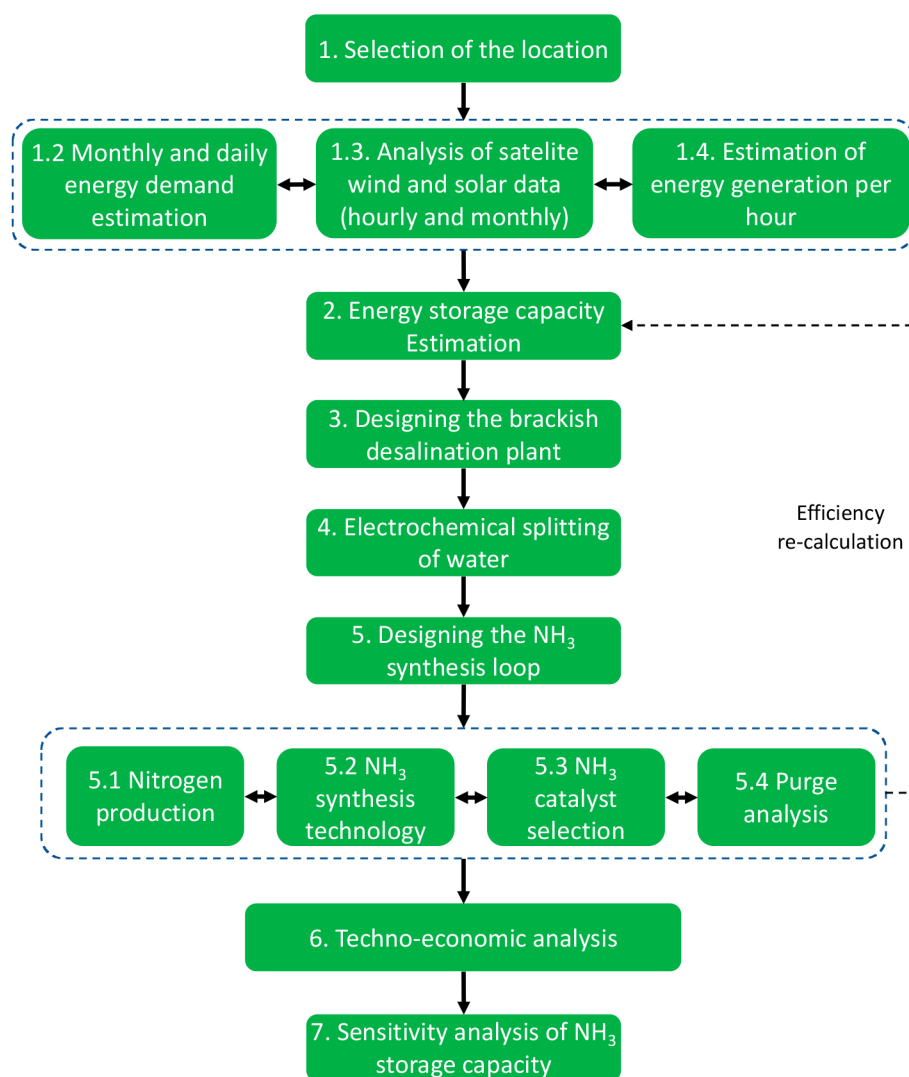 1. Selection of the location
1.2 Monthly and daily
energy demand
estimation
1.3. Analysis of satelite
wind and solar data
(hourly and monthly)
1.4. Estimation of
energy generation per
hour
2. Energy storage capacity
Estimation
3. Designing the brackish
desalination plant
4. Electrochemical splitting
of water
Efficiency
re-calculation
5. Designing the NH₃
synthesis loop
5.1 Nitrogen
production
5.2 NH₃
synthesis
technology
5.3 NH₃
catalyst
selection
5.4 Purge
analysis
6. Techno-economic analysis
7. Sensitivity analysis of NH₃
storage capacity